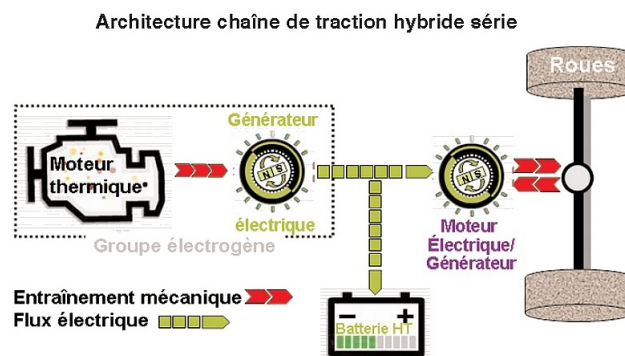 Architecture chaîne de traction hybride série
Roues
Générateur
Moteur
thermique
N S
N S
électrique
Groupe électrogène
Moteur
Électrique/
Générateur
Entraînement mécanique
Flux électrique
- +
Batterie HT